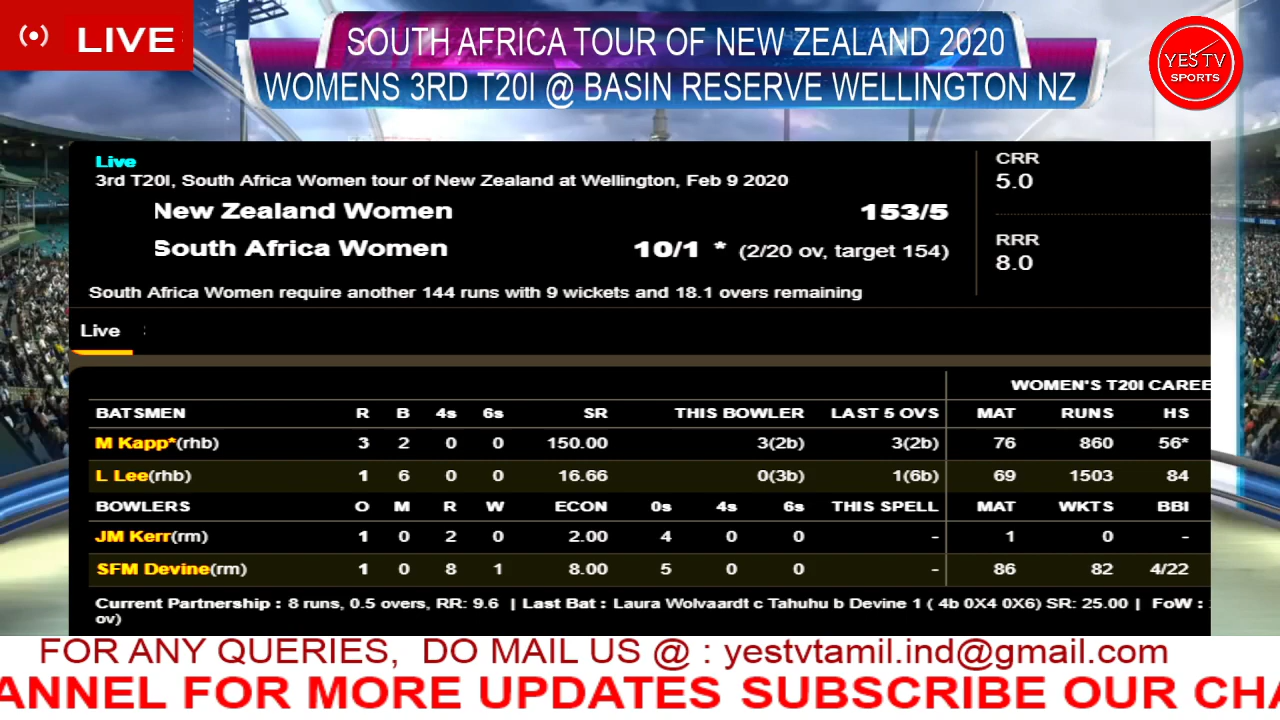 LIVE
SOUTH AFRICA TOUR OF NEW ZEALAND 2020
WOMENS 3RD T20I @ BASIN RESERVE WELLINGTON NZ
YES TV
SPORTS
Live
3rd T20I, South Africa Women tour of New Zealand at Wellington, Feb 9 2020
New Zealand Women 153/5
South Africa Women 10/1 * (2/20 ov, target 154)
South Africa Women require another 144 runs with 9 wickets and 18.1 overs remaining
CRR
5.0
RRR
8.0
Live
WOMEN'S T20I CAREE
BATSMEN R B 4s 6s SR THIS BOWLER LAST 5 OVS MAT RUNS HS
M Kapp*(rhb) 3 2 0 0 150.00 3(2b) 3(2b) 76 860 56*
L Lee(rhb) 1 6 0 0 16.66 0(3b) 1(6b) 69 1503 84
BOWLERS O M R W ECON 0s 4s 6s THIS SPELL MAT WKTS BBI
JM Kerr(rm) 1 0 2 0 2.00 4 0 0 - 1 0 -
SFM Devine(rm) 1 0 8 1 8.00 5 0 0 - 86 82 4/22
Current Partnership : 8 runs, 0.5 overs, RR: 9.6 | Last Bat : Laura Wolvaardt c Tahuhu b Devine 1 ( 4b 0X4 0X6) SR: 25.00 | FoW :
ov)
FOR ANY QUERIES, DO MAIL US @ : yestvtamil.ind@gmail.com
ANNEL FOR MORE UPDATES SUBSCRIBE OUR CHA